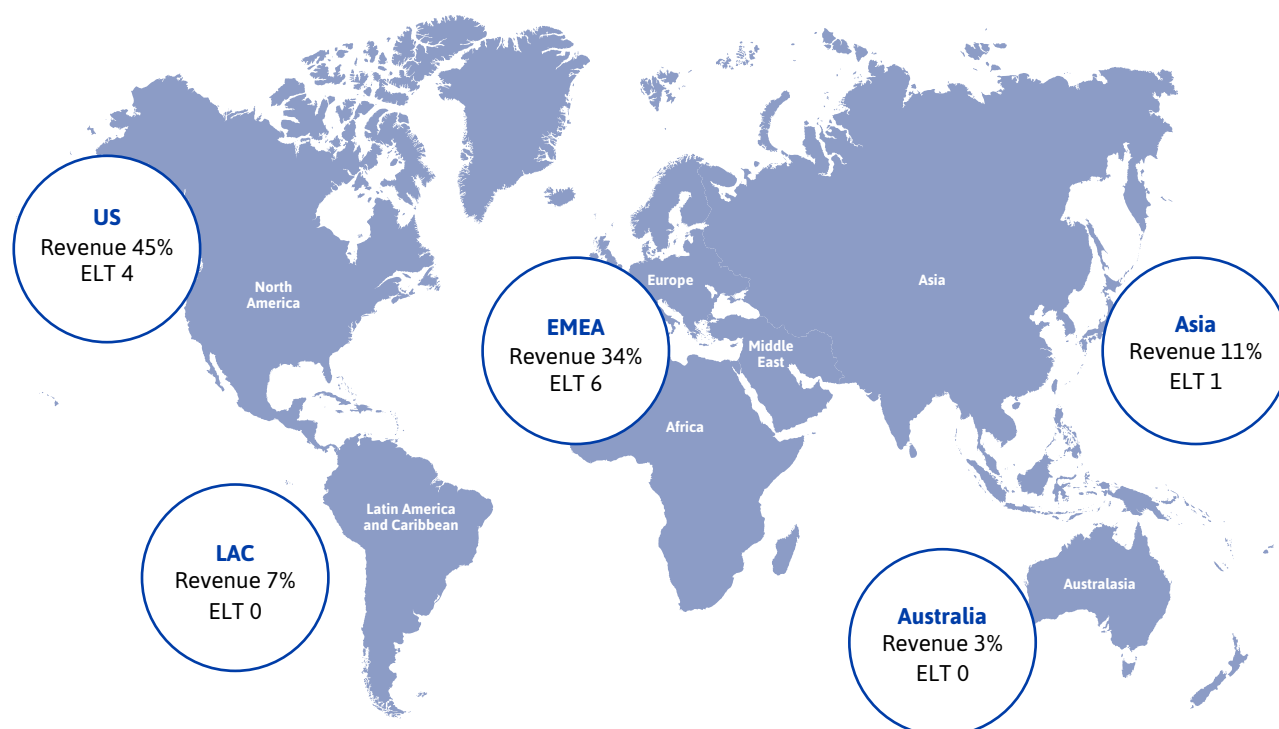 US
Revenue 45%
ELT 4
North
America
EMEA
Revenue 34%
ELT 6
Europe
Middle
East
Africa
Asia
Asia
Revenue 11%
ELT 1
LAC
Revenue 7%
ELT 0
Latin America
and Caribbean
Australia
Revenue 3%
ELT 0
Australasia